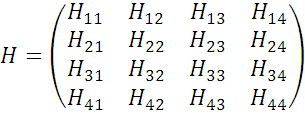 H₁₁ H₁₂ H₁₃ H₁₄
H₂₁ H₂₂ H₂₃ H₂₄
H = 
H₃₁ H₃₂ H₃₃ H₃₄
H₄₁ H₄₂ H₄₃ H₄₄